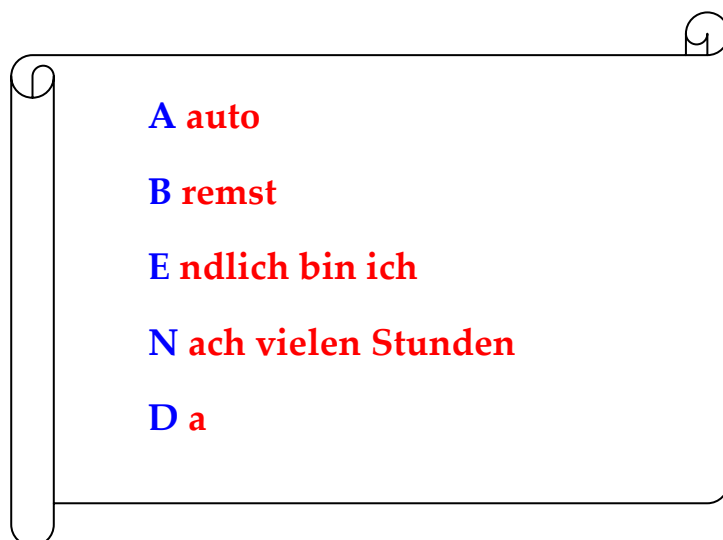 A auto
B remst
E ndlich bin ich
N ach vielen Stunden
D a